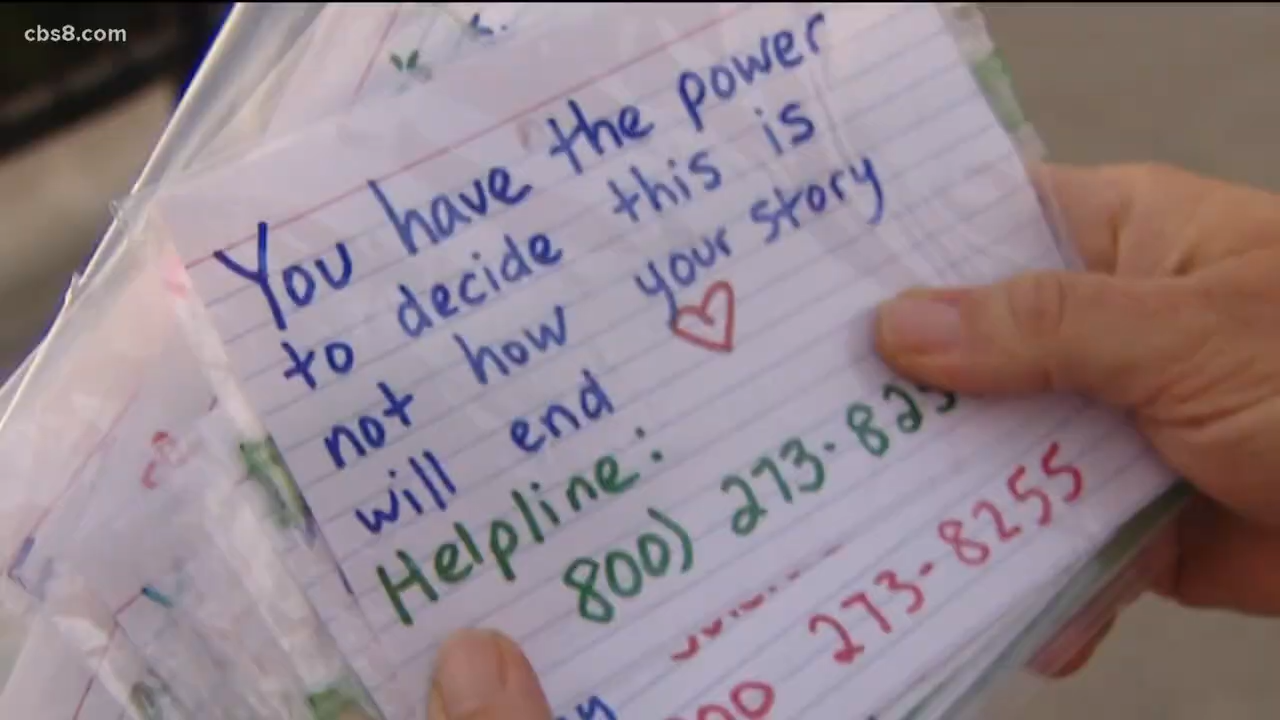 cbs8.com
You have the power
to decide this is
not how your story
will end
Helpline:
800) 273-825
273-8255